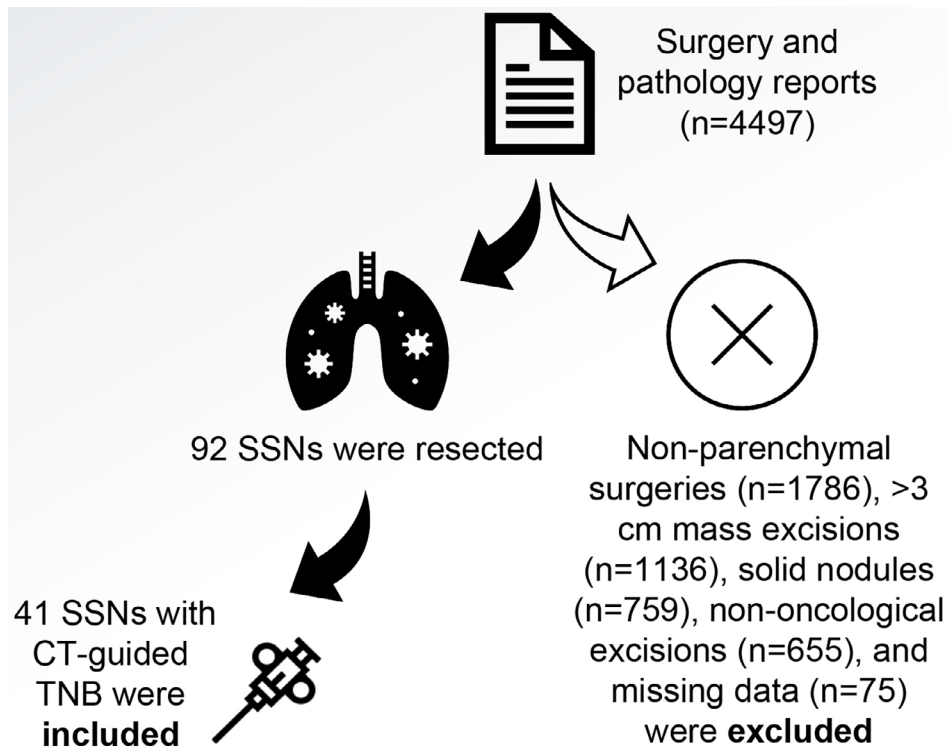 Surgery and
pathology reports
(n=4497)
92 SSNs were resected
Non-parenchymal
surgeries (n=1786), >3
cm mass excisions
(n=1136), solid nodules
(n=759), non-oncological
excisions (n=655), and
missing data (n=75)
were excluded
41 SSNs with
CT-guided
TNB were
included